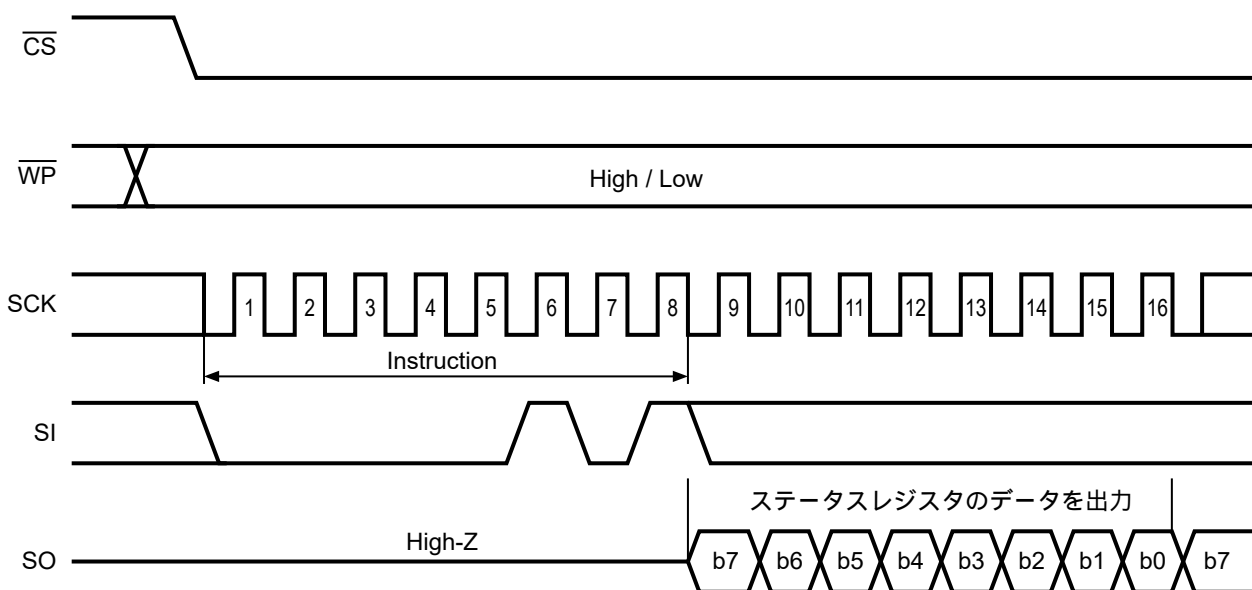 CS
WP
High / Low
SCK
1 2 3 4 5 6 7 8 9 10 11 12 13 14 15 16
Instruction
SI
ステータスレジスタのデータを出力
SO
High-Z
b7 b6 b5 b4 b3 b2 b1 b0 b7